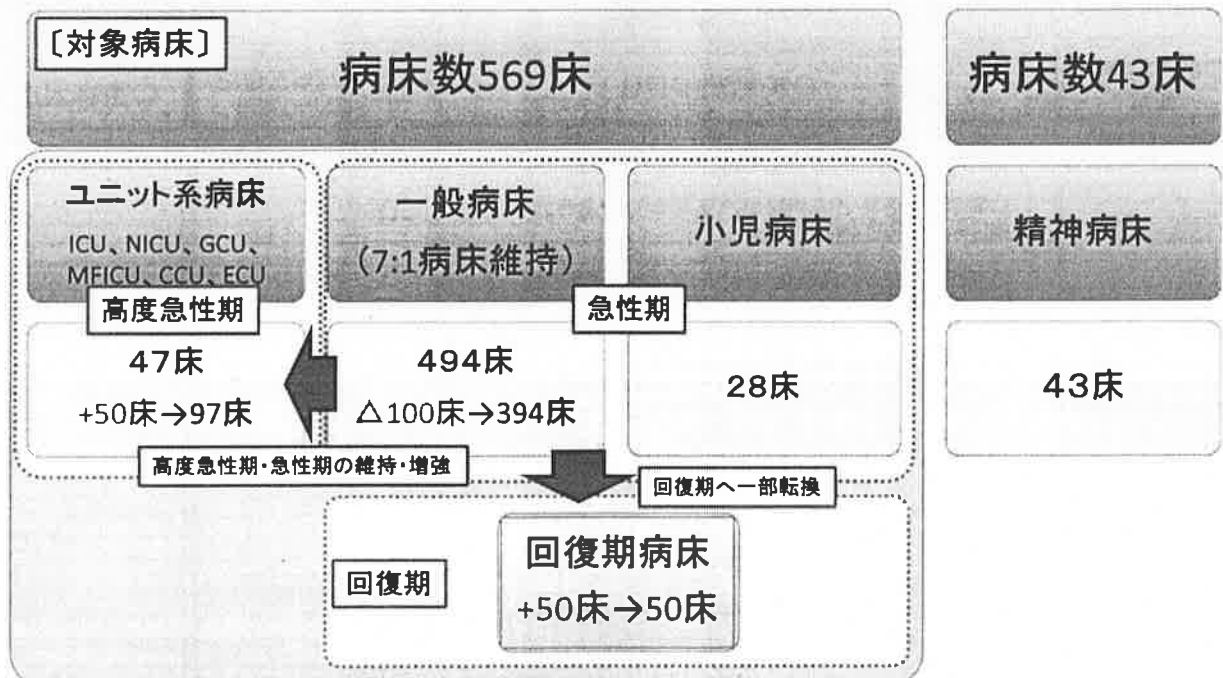 〔対象病床〕
病床数569床
病床数43床
ユニット系病床
ICU、NICU、GCU、
MFICU、CCU、ECU
高度急性期
一般病床
(7:1病床維持)
小児病床
急性期
精神病床
47床
+50床→97床
494床
△100床→394床
28床
43床
高度急性期・急性期の維持・増強
回復期へ一部転換
回復期
回復期病床
+50床→50床